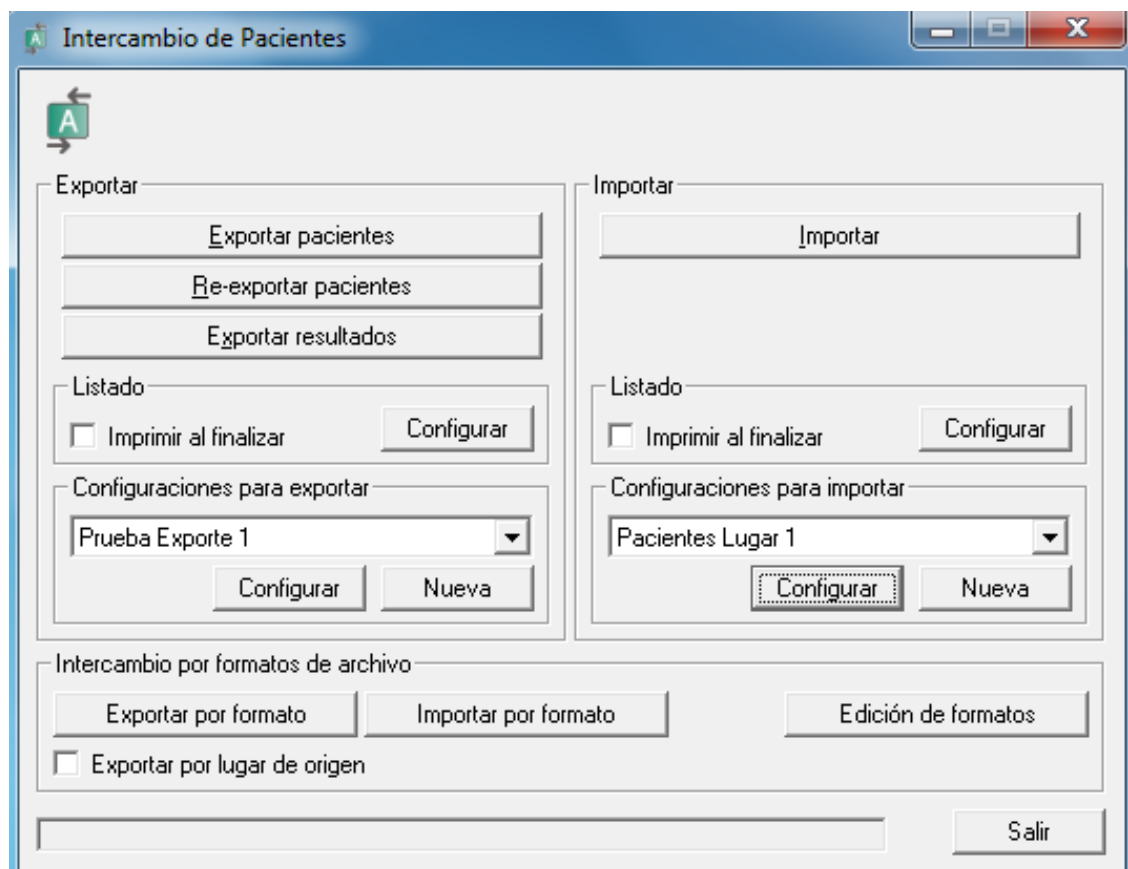 Intercambio de Pacientes
A
Exportar
Exportar pacientes
Re-exportar pacientes
Exportar resultados
Listado
Imprimir al finalizar
Configurar
Configuraciones para exportar
Prueba Exporte 1
Configurar
Nueva
Importar
Importar
Listado
Imprimir al finalizar
Configurar
Configuraciones para importar
Pacientes Lugar 1
Configurar
Nueva
Intercambio por formatos de archivo
Exportar por formato
Importar por formato
Edición de formatos
Exportar por lugar de origen
Salir